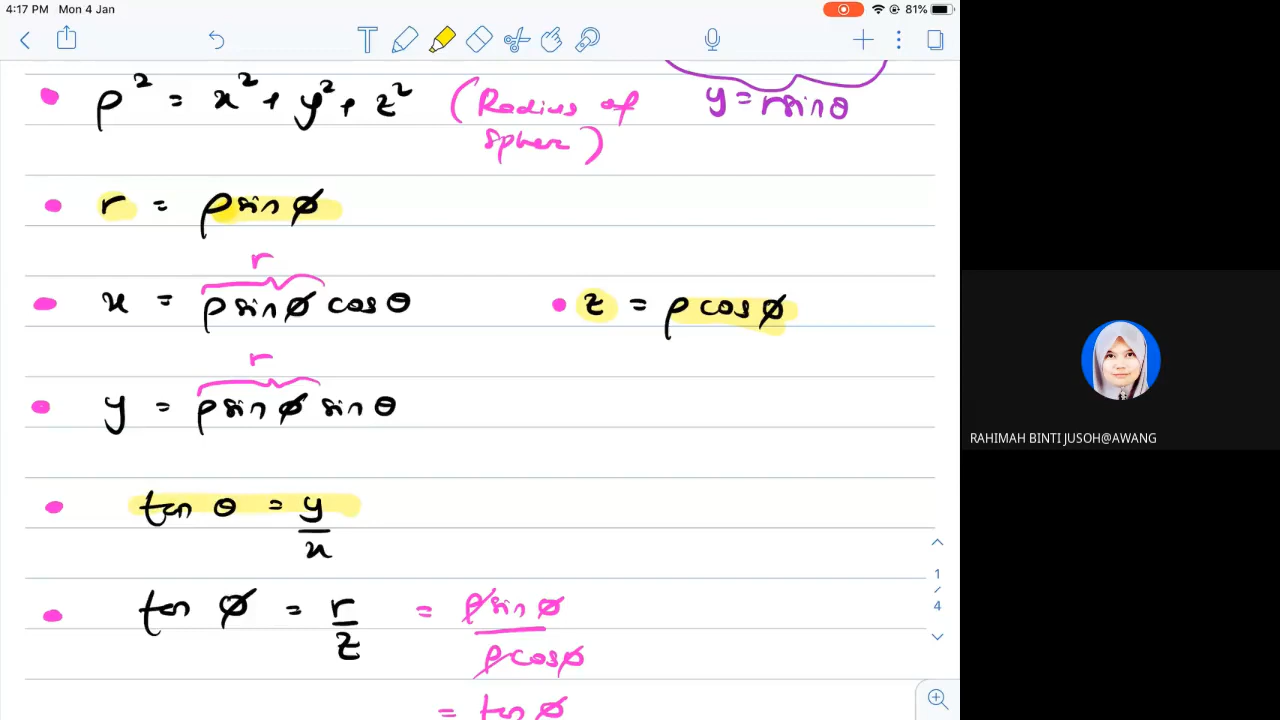 4:17 PM Mon 4 Jan
81%
ρ² = x² + y² + z² (Radius of
sphere)
y = r sin θ
r = ρ sin ϕ
r
x = ρ sin ϕ cos θ
z = ρ cos ϕ
r
y = ρ sin ϕ sin θ
tan θ = y/x
tan ϕ = r/z = ρ sin ϕ / ρ cos ϕ
= tan ϕ
1
/
4
RAHIMAH BINTI JUSOH@AWANG